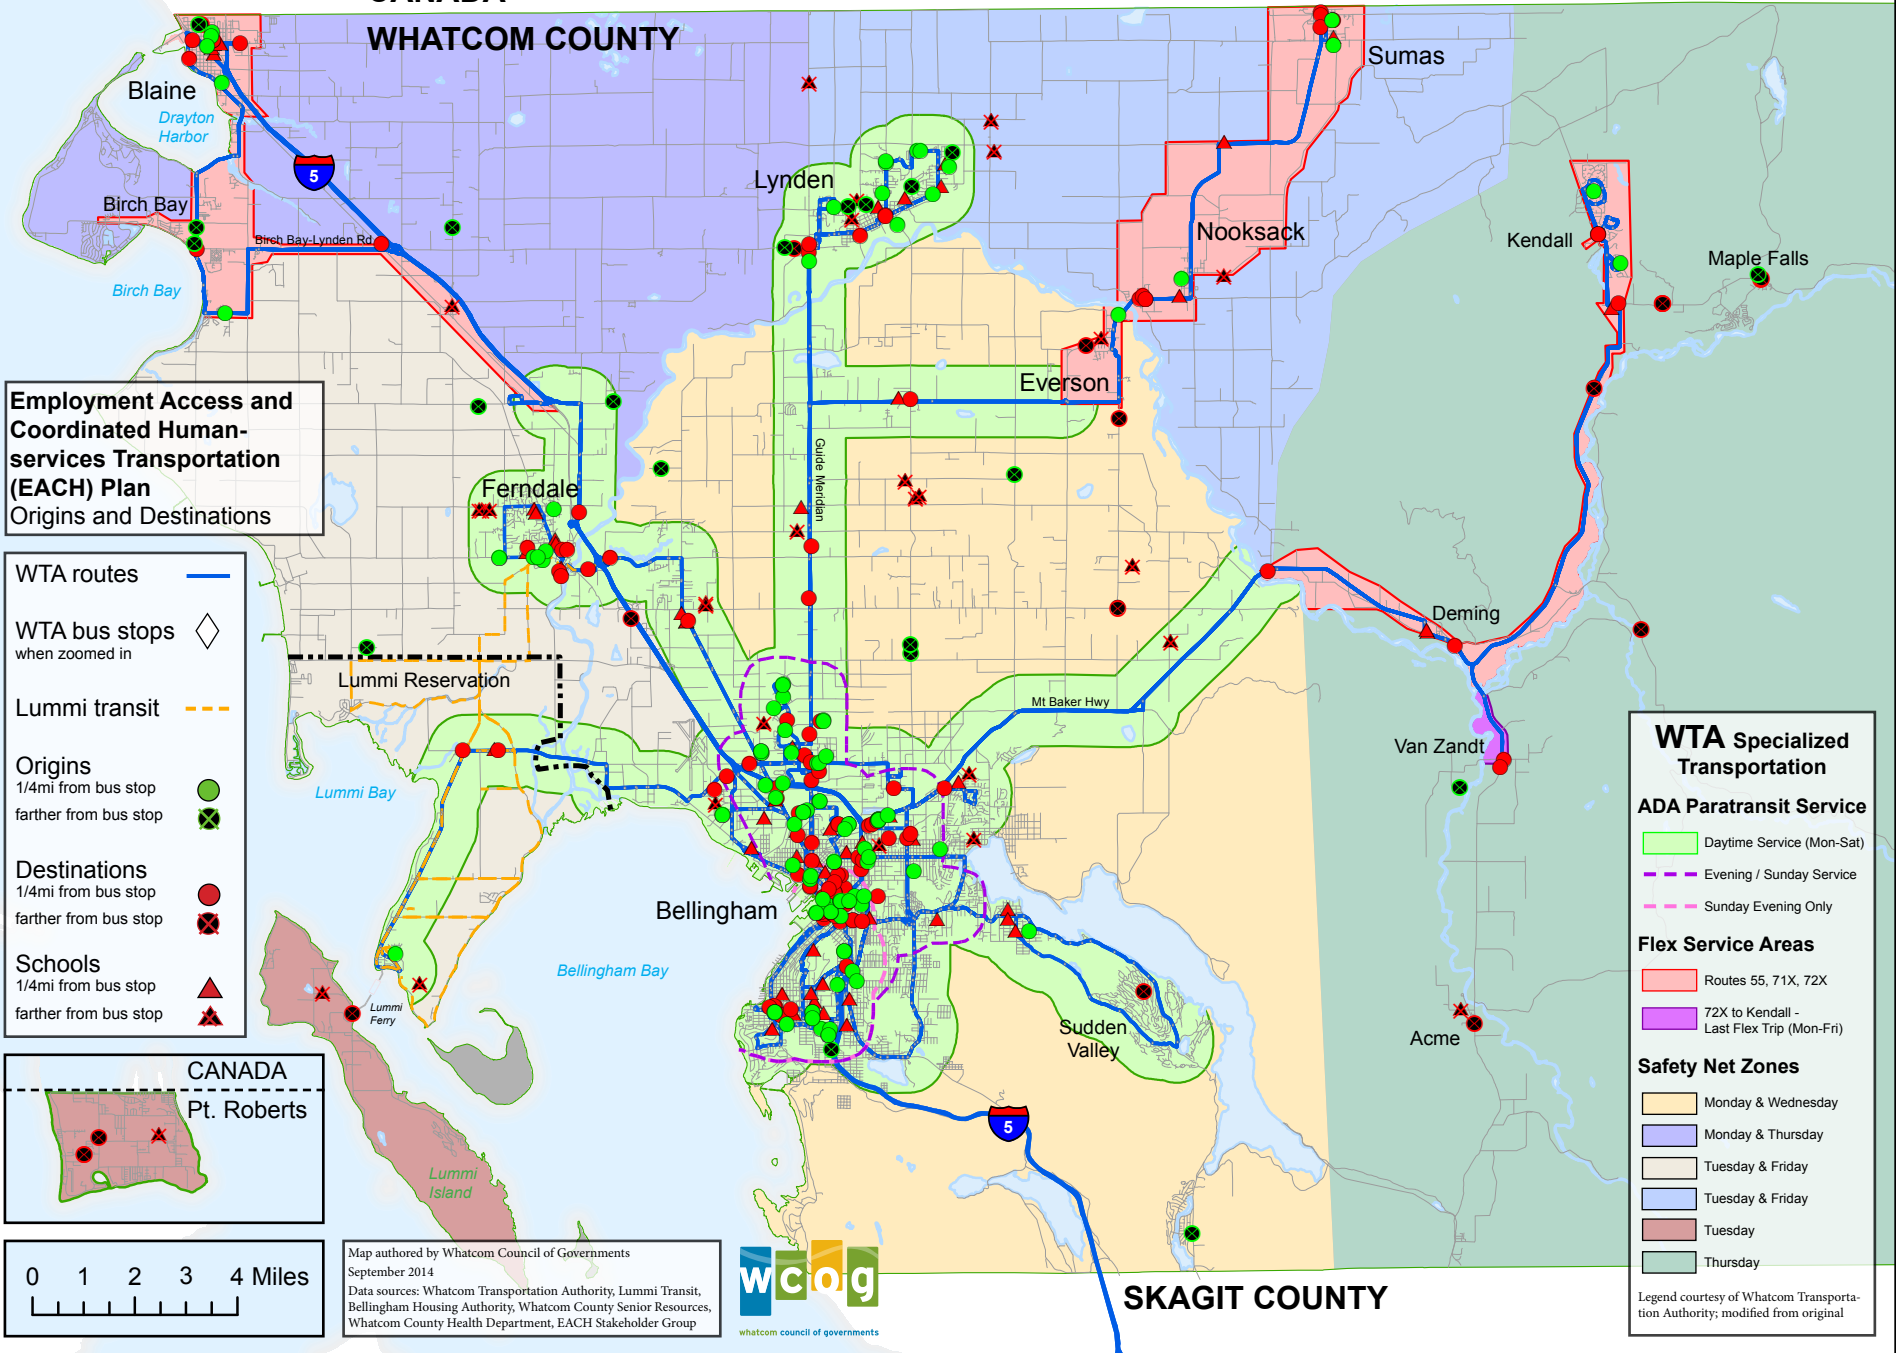 CANADA
WHATCOM COUNTY
Sumas
Blaine
Drayton
Harbor
5
Lynden
Birch Bay
Nooksack
Birch Bay-Lynden Rd
Kendall
Maple Falls
Birch Bay
Everson
Employment Access and
Coordinated Human-
services Transportation
(EACH) Plan
Origins and Destinations
Guide Meridian
Ferndale
WTA routes
WTA bus stops
when zoomed in
Lummi transit
Origins
1/4mi from bus stop
farther from bus stop
Destinations
1/4mi from bus stop
farther from bus stop
Schools
1/4mi from bus stop
farther from bus stop
Deming
Lummi Reservation
Mt Baker Hwy
Van Zandt
Lummi Bay
Bellingham
Bellingham Bay
Lummi
Ferry
Sudden
Valley
Acme
WTA Specialized
Transportation
ADA Paratransit Service
Daytime Service (Mon-Sat)
Evening / Sunday Service
Sunday Evening Only
Flex Service Areas
Routes 55, 71X, 72X
72X to Kendall -
Last Flex Trip (Mon-Fri)
Safety Net Zones
Monday & Wednesday
Monday & Thursday
Tuesday & Friday
Tuesday & Friday
Tuesday
Thursday
Legend courtesy of Whatcom Transporta-
tion Authority; modified from original
CANADA
Pt. Roberts
5
Lummi
Island
0 1 2 3 4 Miles
Map authored by Whatcom Council of Governments
September 2014
Data sources: Whatcom Transportation Authority, Lummi Transit,
Bellingham Housing Authority, Whatcom County Senior Resources,
Whatcom County Health Department, EACH Stakeholder Group
wcog
whatcom council of governments
SKAGIT COUNTY